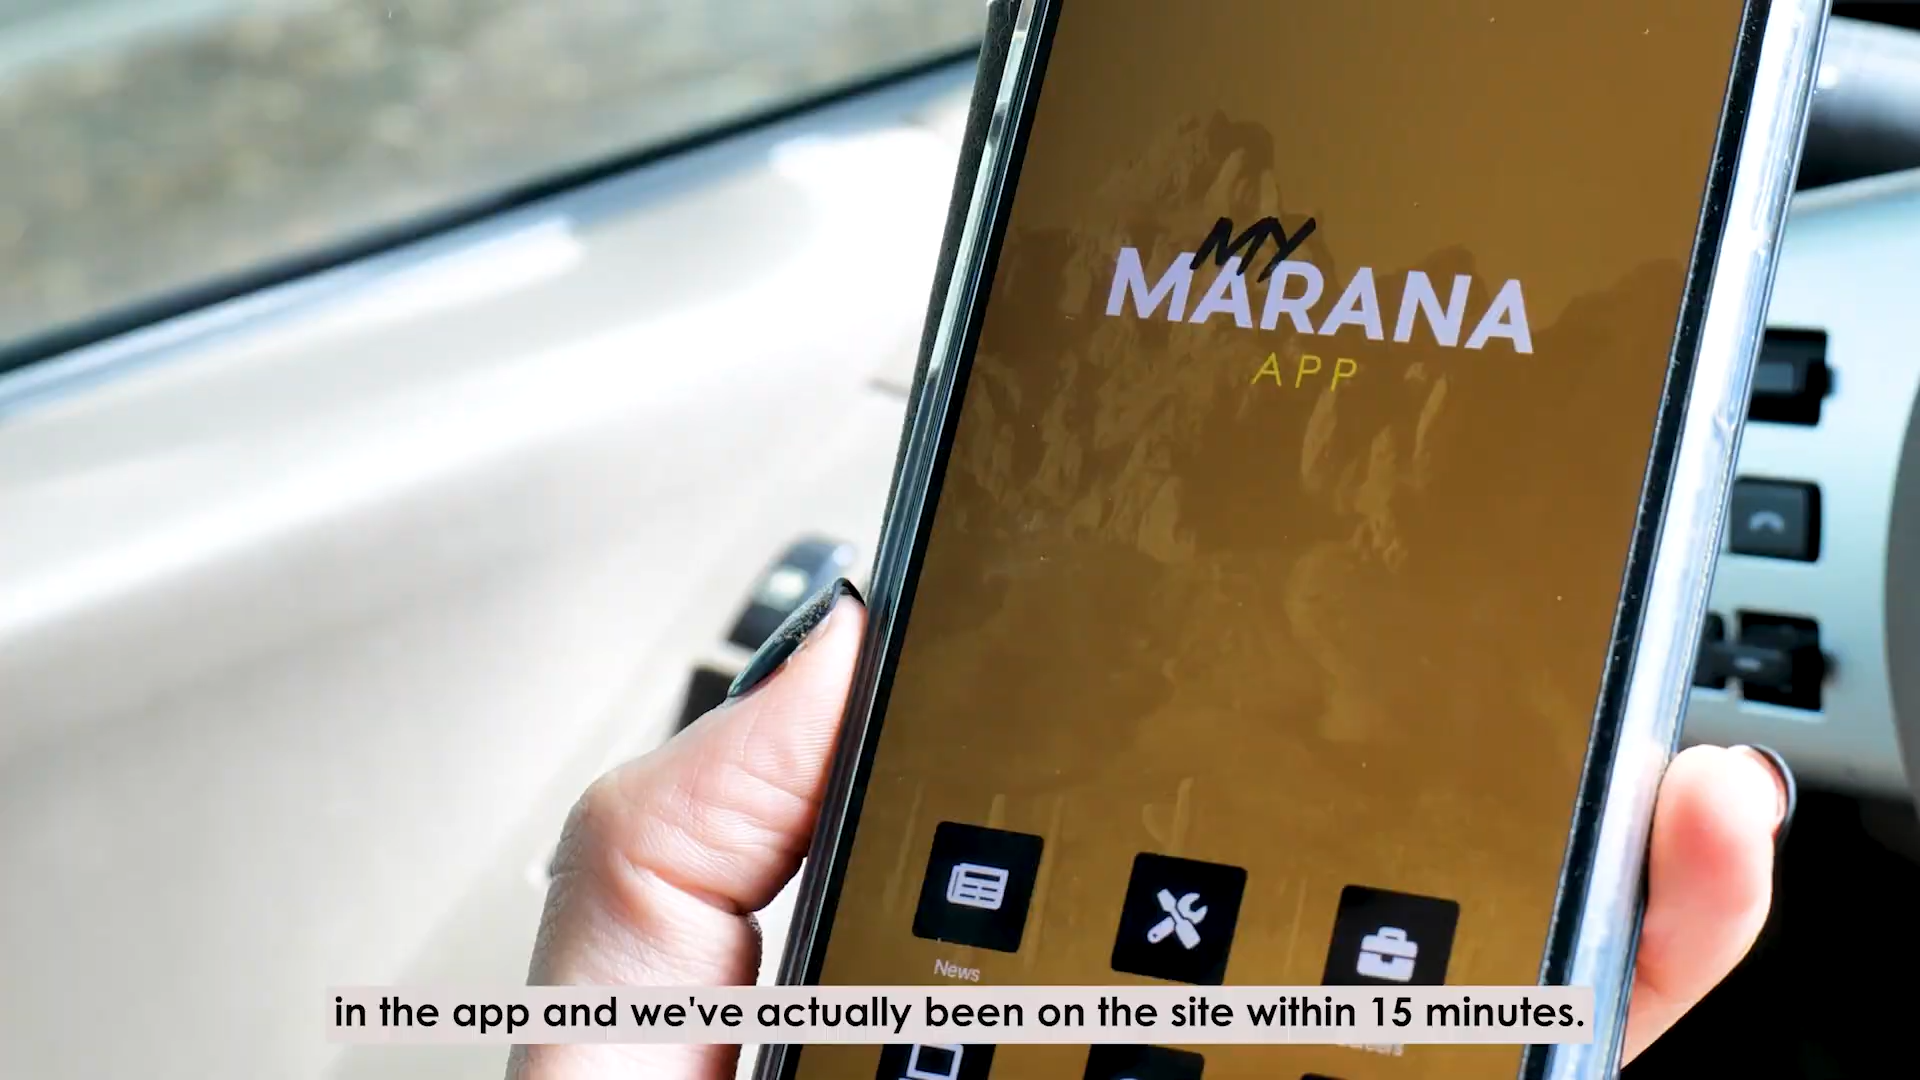 MY
MARANA
APP
News
in the app and we've actually been on the site within 15 minutes.